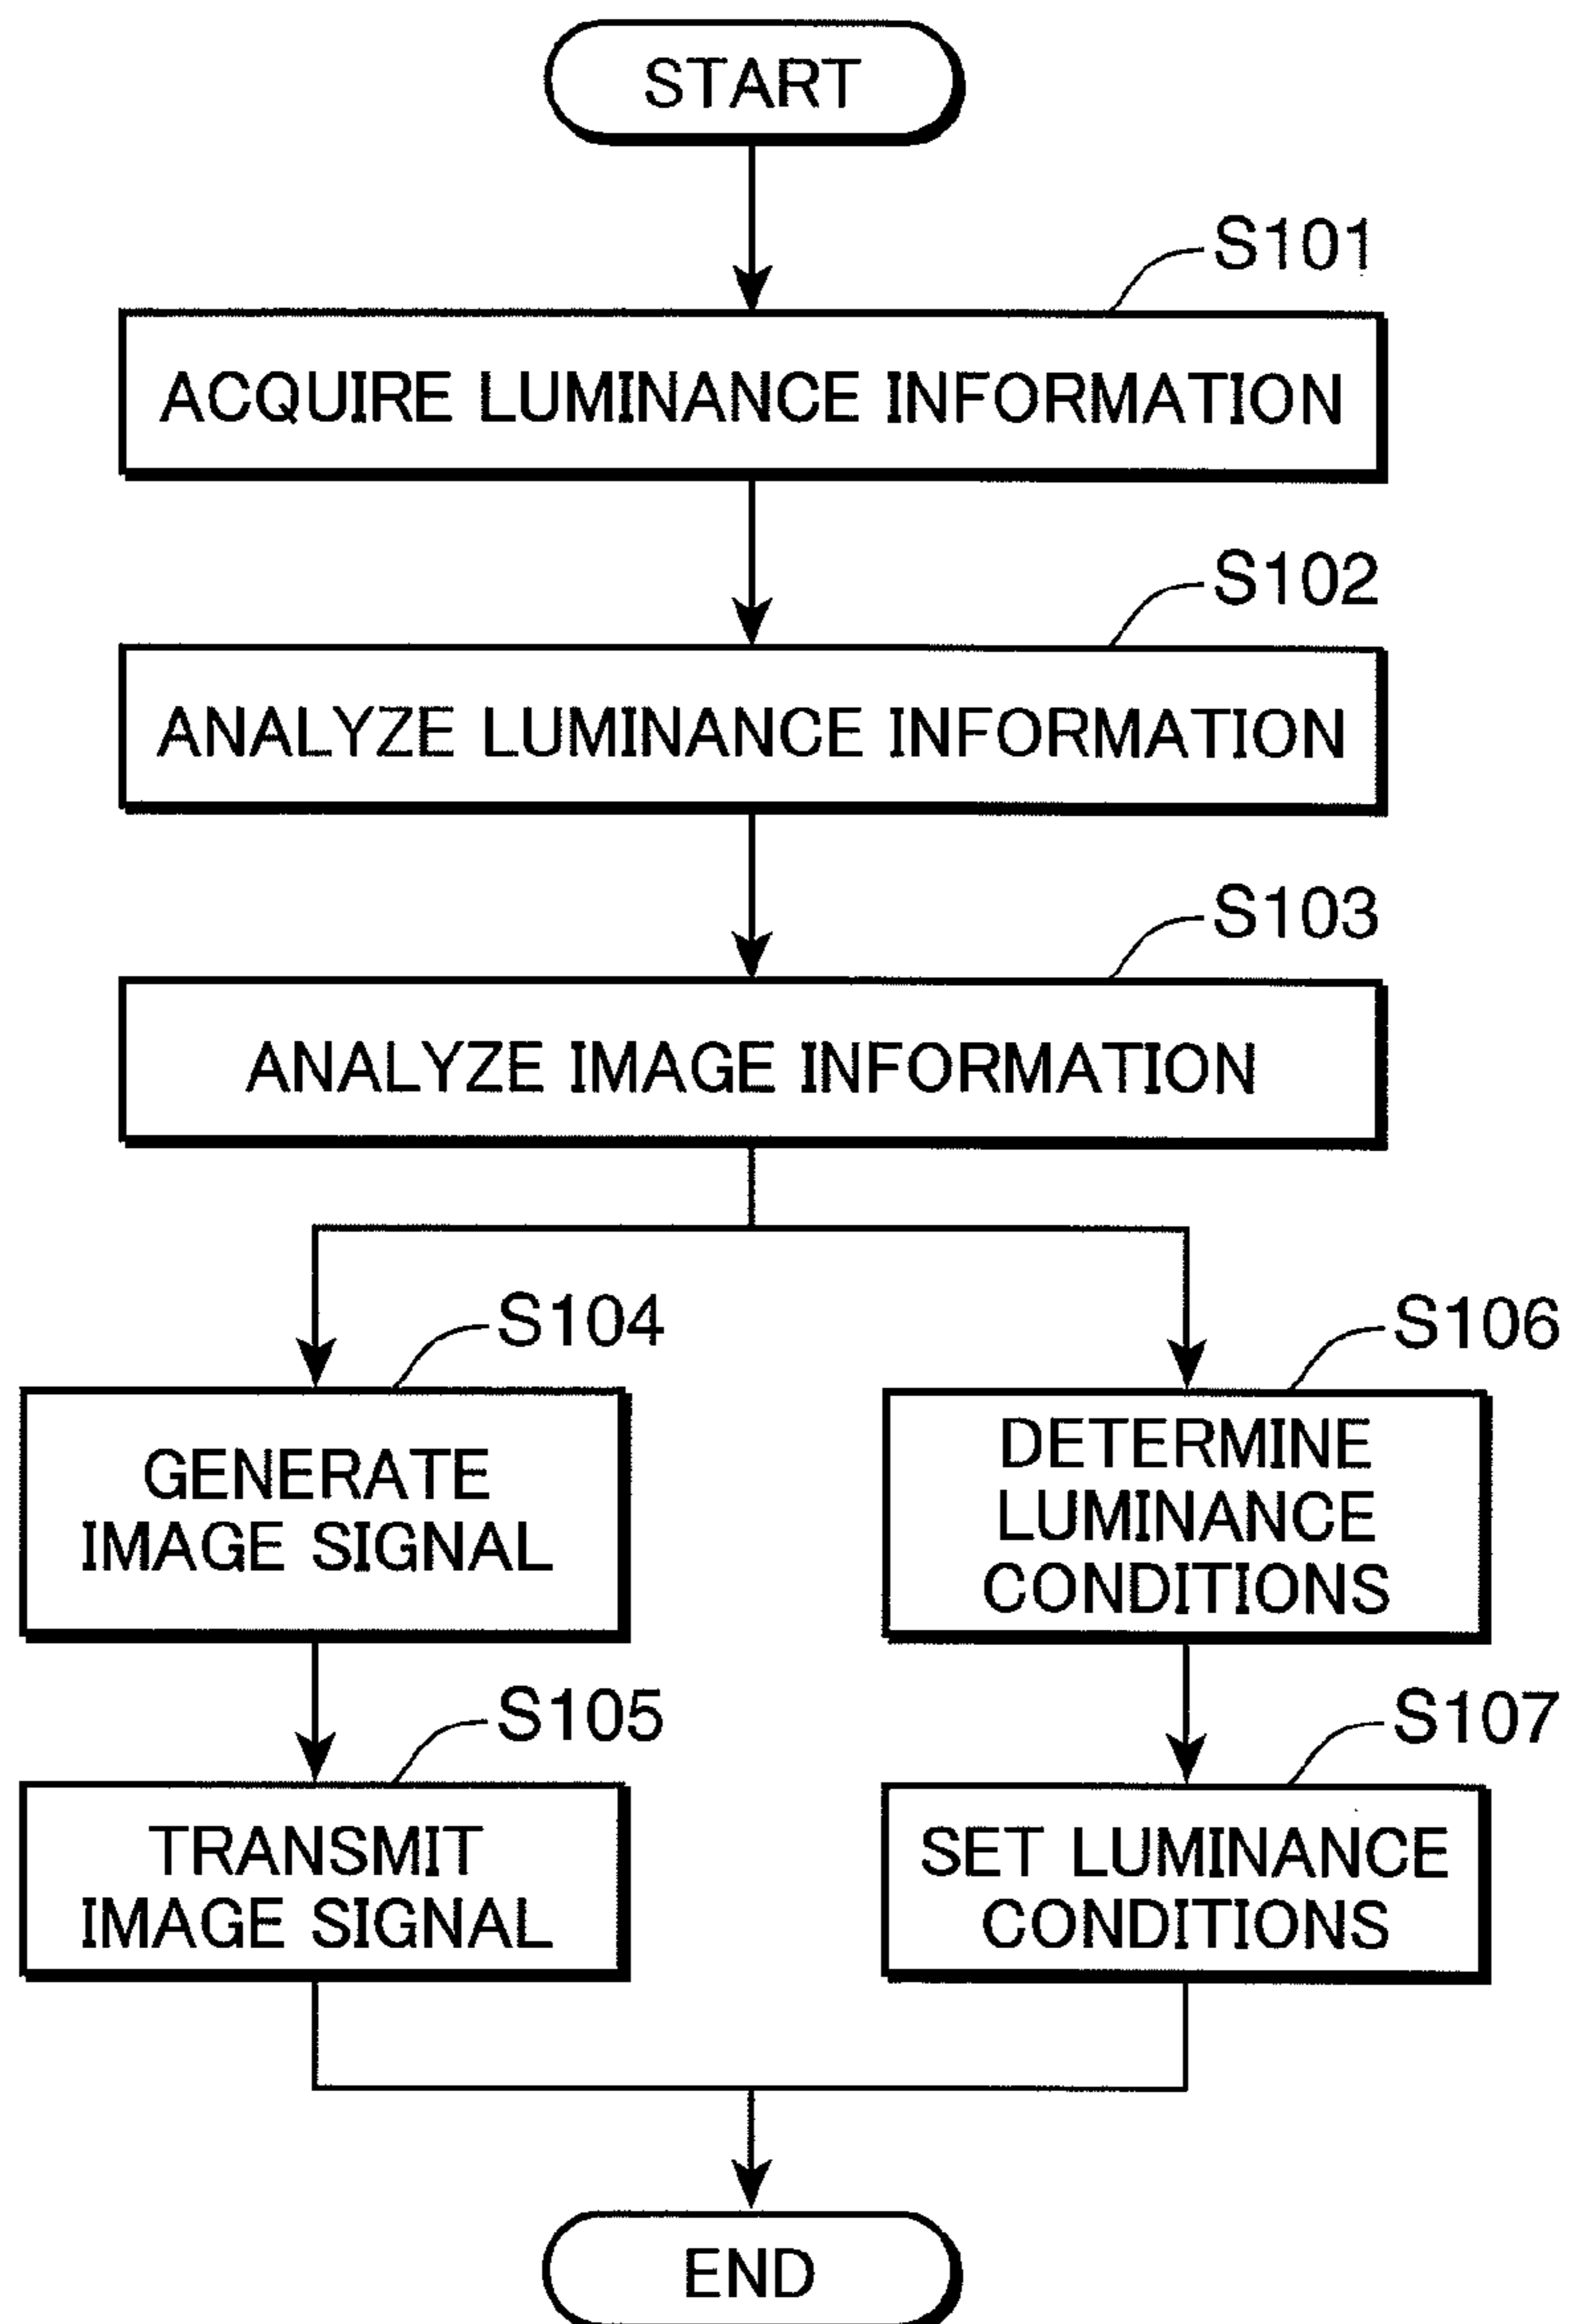 START
S101
ACQUIRE LUMINANCE INFORMATION
S102
ANALYZE LUMINANCE INFORMATION
S103
ANALYZE IMAGE INFORMATION
S104
GENERATE
IMAGE SIGNAL
S105
TRANSMIT
IMAGE SIGNAL
S106
DETERMINE
LUMINANCE
CONDITIONS
S107
SET LUMINANCE
CONDITIONS
END